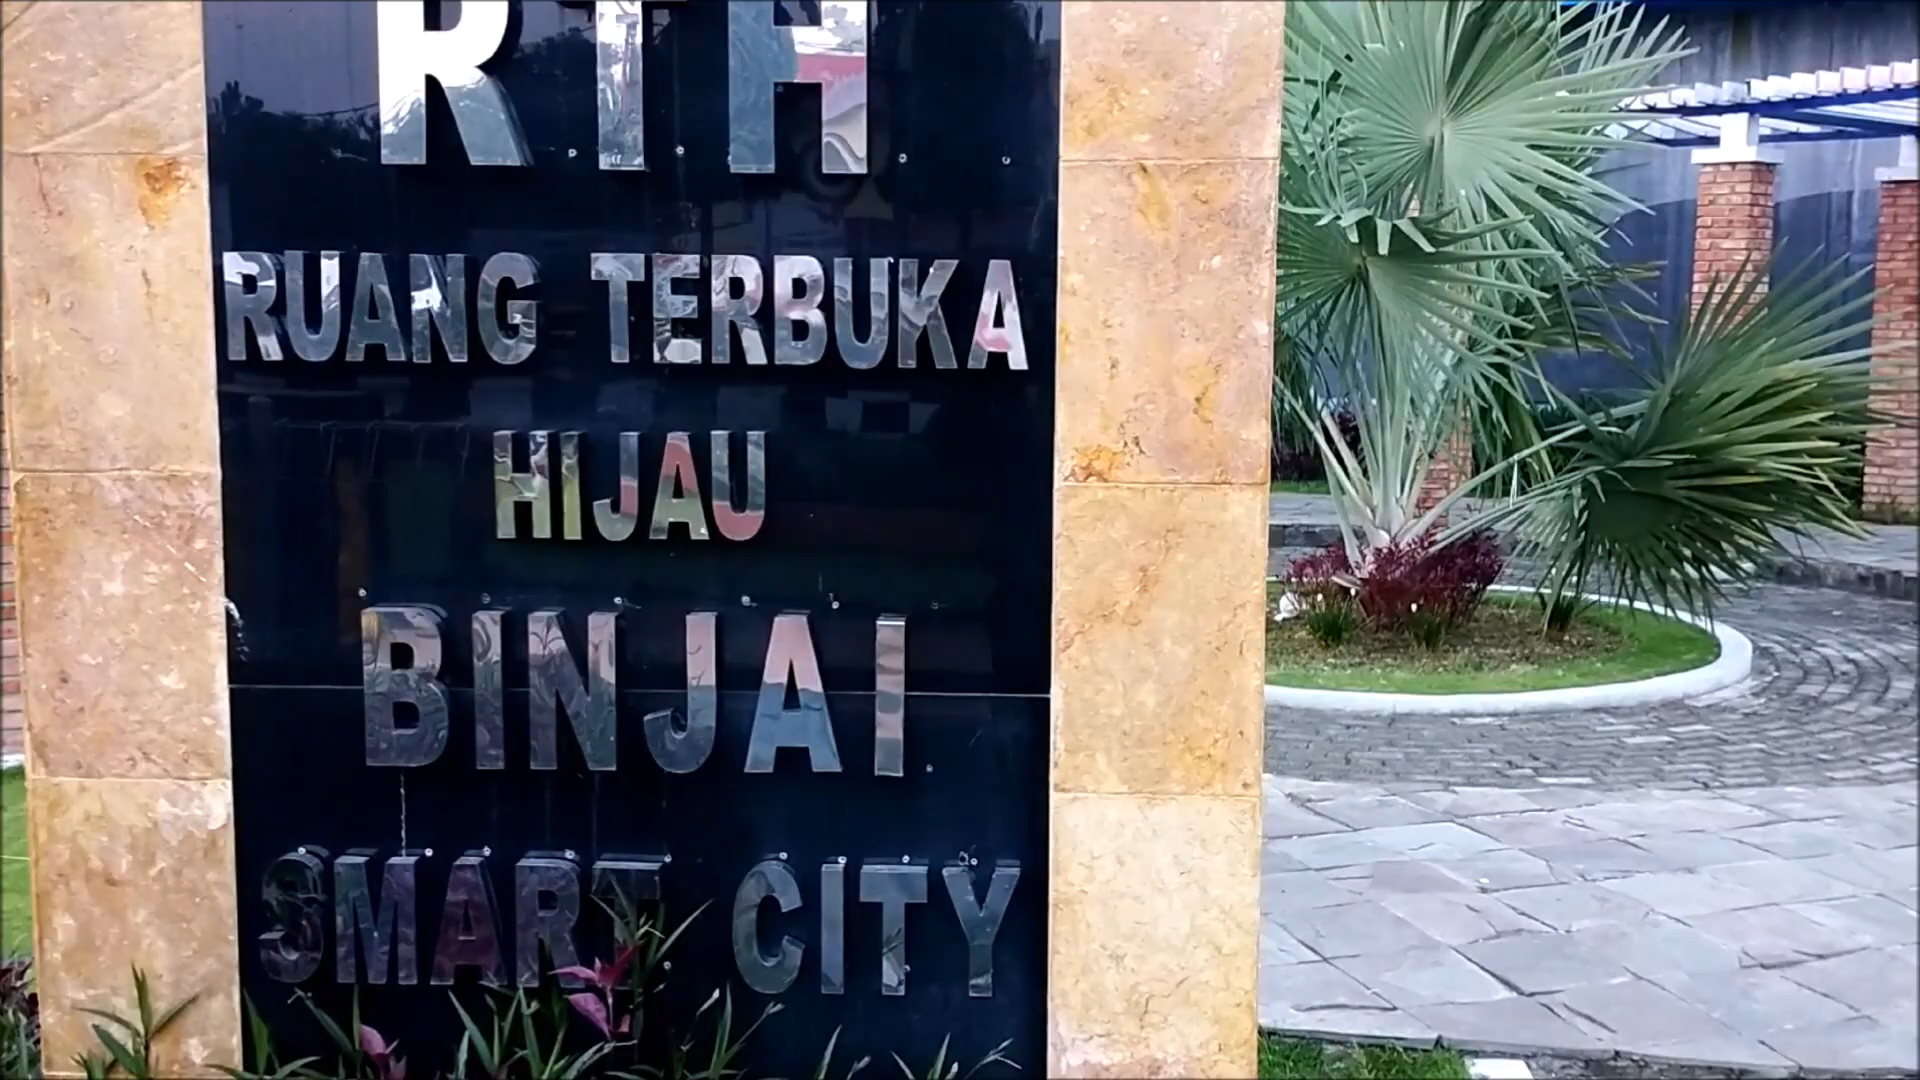 RTH
RUANG TERBUKA
HIJAU
BINJAI
SMART CITY